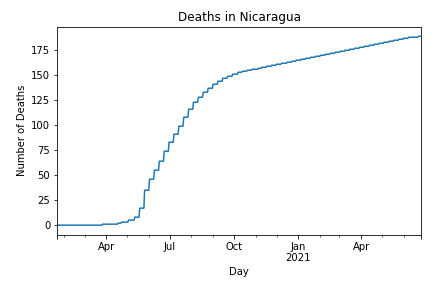 Deaths in Nicaragua
Number of Deaths
175
150
125
100
75
50
25
0
Apr
Jul
Oct
Jan
2021
Apr
Day